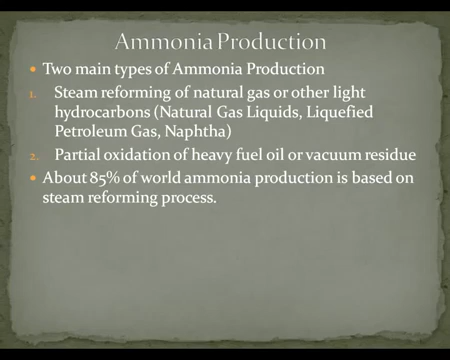 Ammonia Production
• Two main types of Ammonia Production
1. Steam reforming of natural gas or other light
hydrocarbons (Natural Gas Liquids, Liquefied
Petroleum Gas, Naphtha)
2. Partial oxidation of heavy fuel oil or vacuum residue
• About 85% of world ammonia production is based on
steam reforming process.